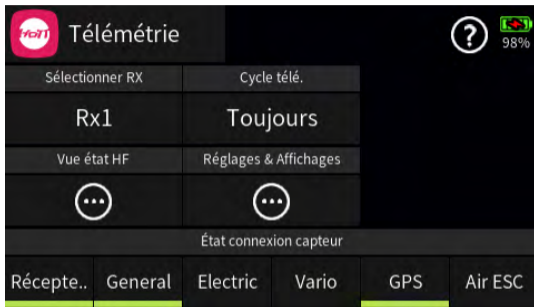 HoTT Télémétrie ?
98%
Sélectionner RX Cycle télé.
Rx1 Toujours
Vue état HF Réglages & Affichages
État connexion capteur
Récepte.. General Electric Vario GPS Air ESC